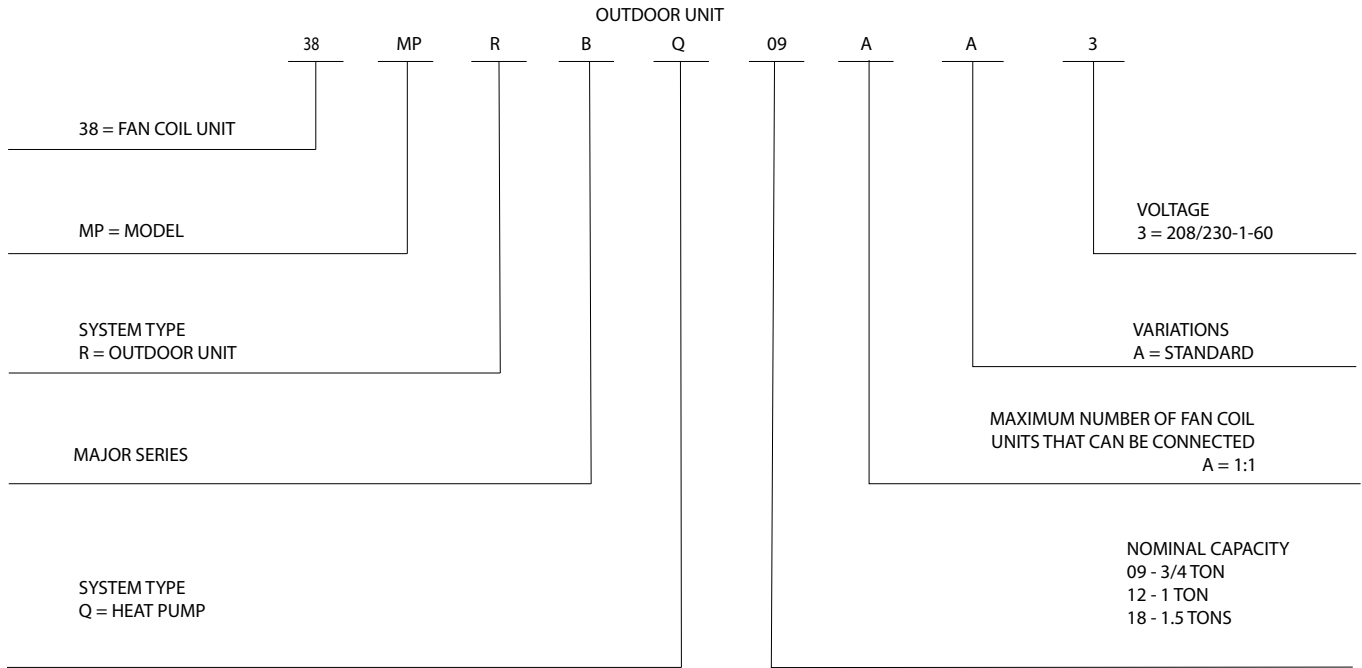 OUTDOOR UNIT
38 MP R B Q 09 A A 3
38 = FAN COIL UNIT
MP = MODEL
VOLTAGE
3 = 208/230-1-60
SYSTEM TYPE
R = OUTDOOR UNIT
VARIATIONS
A = STANDARD
MAJOR SERIES
MAXIMUM NUMBER OF FAN COIL
UNITS THAT CAN BE CONNECTED
A = 1:1
SYSTEM TYPE
Q = HEAT PUMP
NOMINAL CAPACITY
09 - 3/4 TON
12 - 1 TON
18 - 1.5 TONS